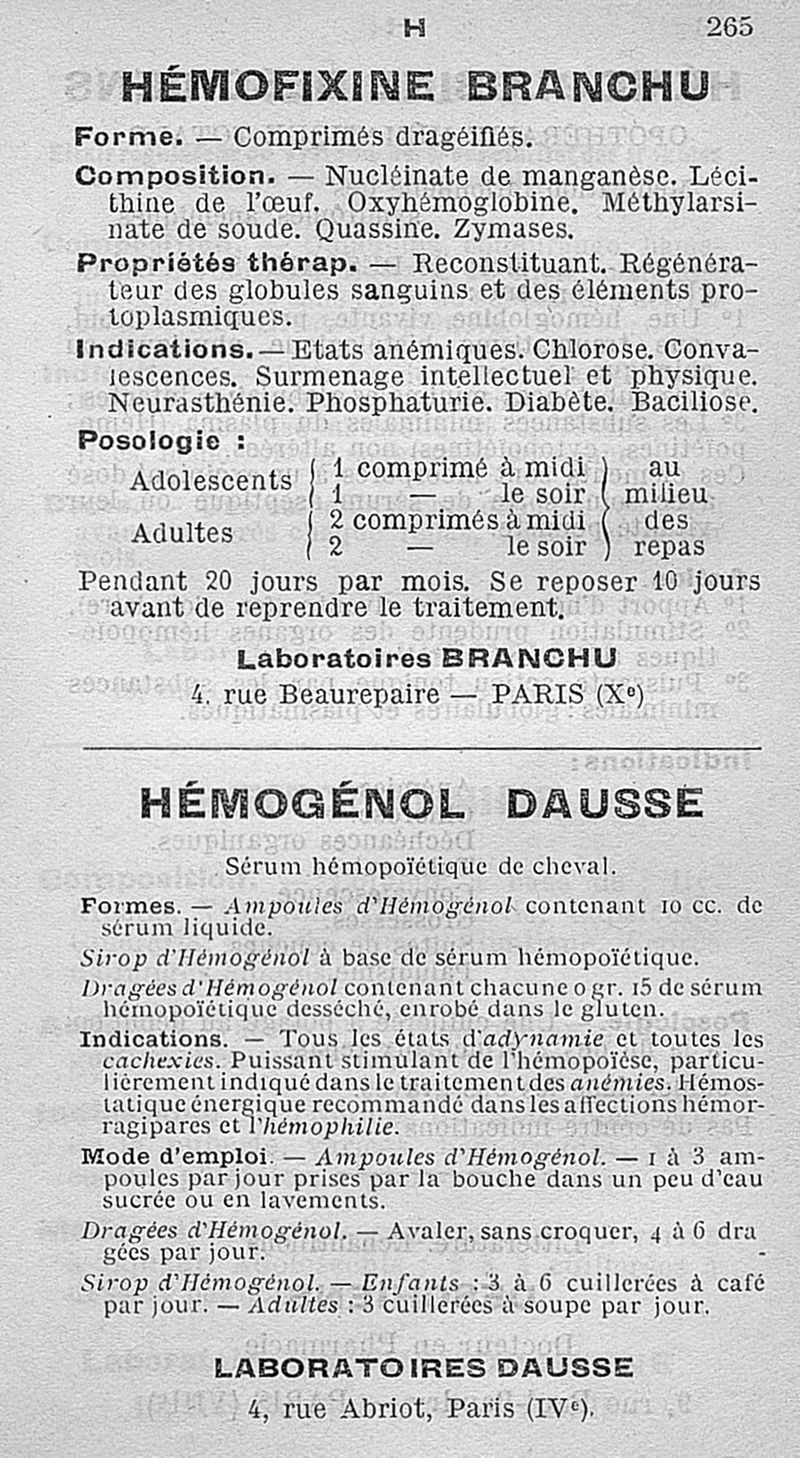 H 265
HÉMOFIXINE BRANCHU
Forme. — Comprimés dragéifiés.
Composition. — Nucléinate de manganèse. Léci-
thine de l'œuf. Oxyhémoglobine. Méthylarsi-
nate de soude. Quassine. Zymases.
Propriétés thérap. — Reconstituant. Régénéra-
teur des globules sanguins et des éléments pro-
toplasmiques.
Indications. — Etats anémiques. Chlorose. Conva-
lescences. Surmenage intellectuel et physique.
Neurasthénie. Phosphaturie. Diabète. Bacillose.
Posologie :
Adolescents { 1 comprimé à midi ) au
1 — le soir milieu
Adultes { 2 comprimés à midi des
2 — le soir ) repas
Pendant 20 jours par mois. Se reposer 10 jours
avant de reprendre le traitement.
Laboratoires BRANCHU
4, rue Beaurepaire — PARIS (Xe)
HÉMOGÉNOL DAUSSE
Sérum hémopoïétique de cheval.
Formes. — Ampoules d'Hémogénol contenant 10 cc. de
sérum liquide.
Sirop d'Hémogénol à base de sérum hémopoïétique.
Dragées d'Hémogénol contenant chacune 0 gr. 15 de sérum
hémopoïétique desséché, enrobé dans le gluten.
Indications. — Tous les états d'adynamie et toutes les
cachexies. Puissant stimulant de l'hémopoïèse, particu-
lièrement indiqué dans le traitement des anémies. Hémos-
tatique énergique recommandé dans les affections hémor-
ragipares et l'hémophilie.
Mode d'emploi. — Ampoules d'Hémogénol. — 1 à 3 am-
poules par jour prises par la bouche dans un peu d'eau
sucrée ou en lavements.
Dragées d'Hémogénol. — Avaler, sans croquer, 4 à 6 dra
gées par jour. -
Sirop d'Hémogénol. — Enfants : 3 à 6 cuillerées à café
par jour. — Adultes : 3 cuillerées à soupe par jour.
LABORATOIRES DAUSSE
4, rue Abriot, Paris (IVe).